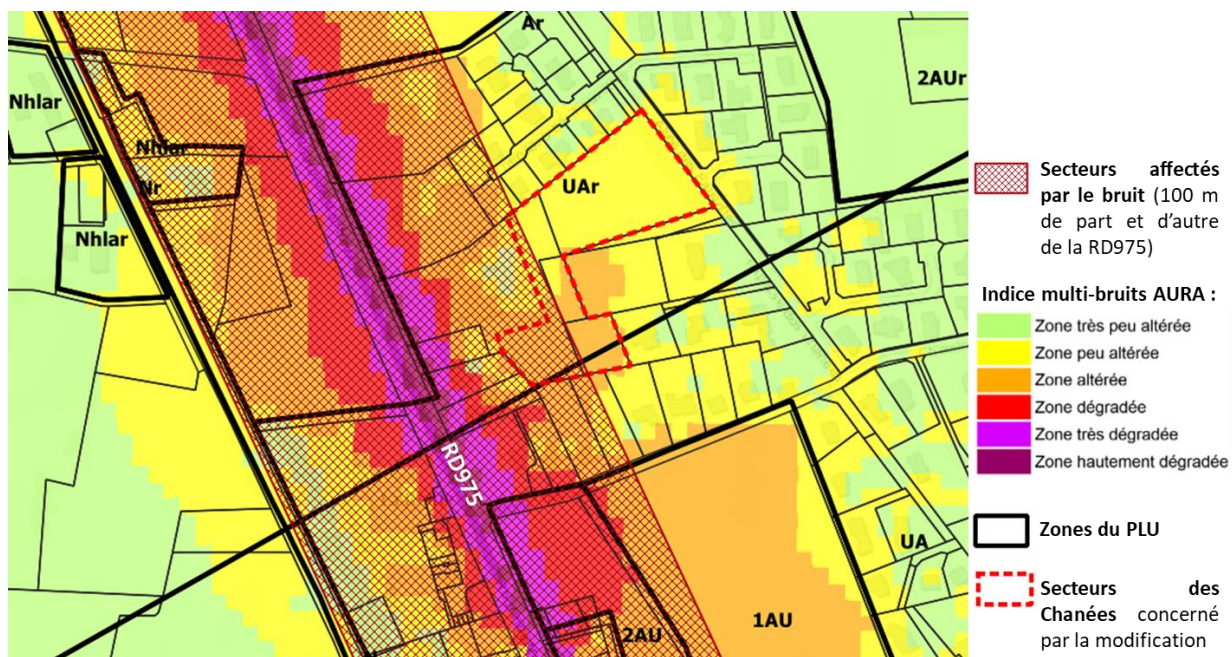 Ar
2AUr
Nhlar
Nhlar
Nr
UAr
Nhlar
RD975
UA
1AU
2AU
Secteurs affectés
par le bruit (100 m
de part et d’autre
de la RD975)
Indice multi-bruits AURA :
Zone très peu altérée
Zone peu altérée
Zone altérée
Zone dégradée
Zone très dégradée
Zone hautement dégradée
Zones du PLU
Secteurs des
Chanées concerné
par la modification